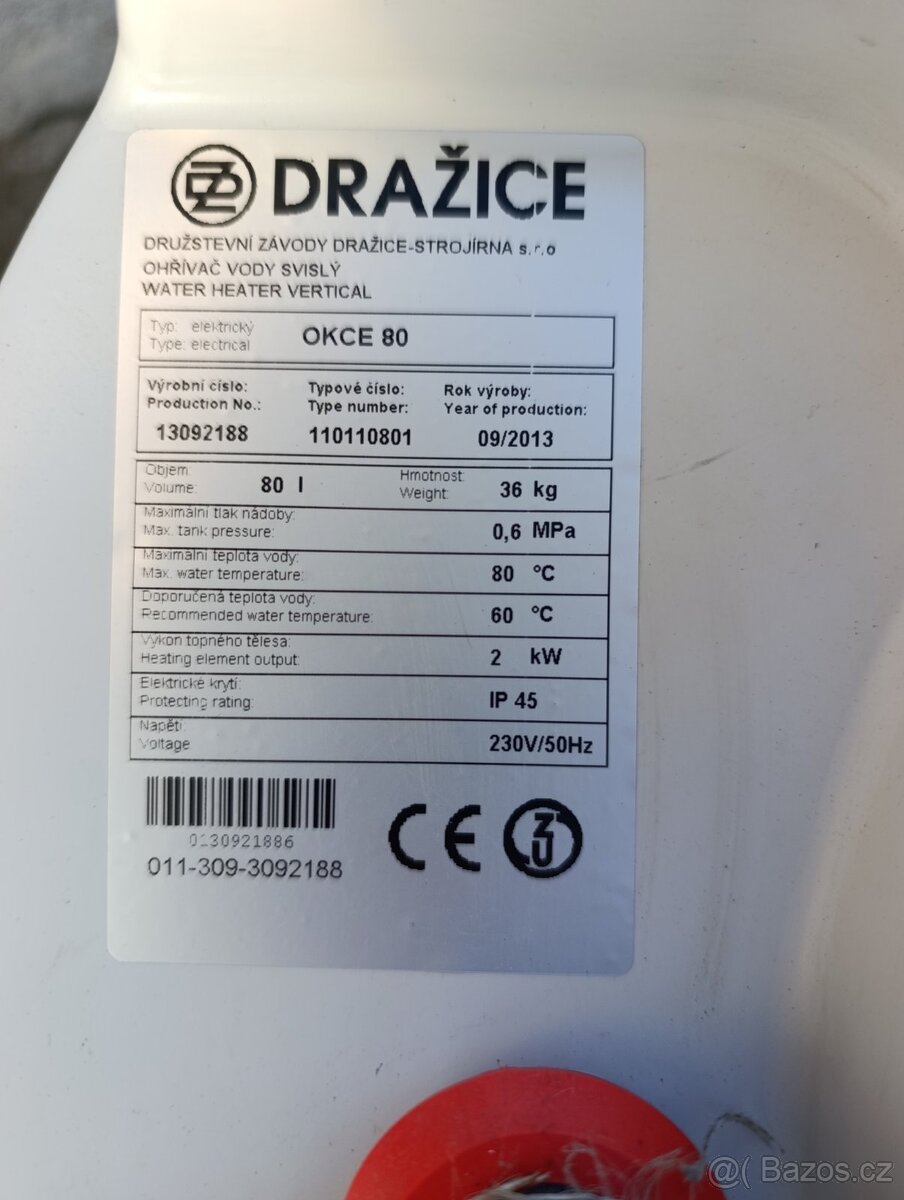 DRAŽICE
DRUŽSTEVNÍ ZÁVODY DRAŽICE-STROJÍRNA s.r.o
OHŘÍVAČ VODY SVISLÝ
WATER HEATER VERTICAL
Typ: elektrický
Type: electrical
OKCE 80
Výrobní číslo: Typové číslo: Rok výroby:
Production No.: Type number: Year of production:
13092188 110110801 09/2013
Objem: Hmotnost:
Volume: 80 l Weight: 36 kg
Maximální tlak nádoby:
Max. tank pressure: 0,6 MPa
Maximální teplota vody:
Max. water temperature: 80 °C
Doporučená teplota vody:
Recommended water temperature: 60 °C
Výkon topného tělesa:
Heating element output: 2 kW
Elektrické krytí:
Protecting rating: IP 45
Napětí:
Voltage 230V/50Hz
0130921886
011-309-3092188
CE
@( Bazos.cz